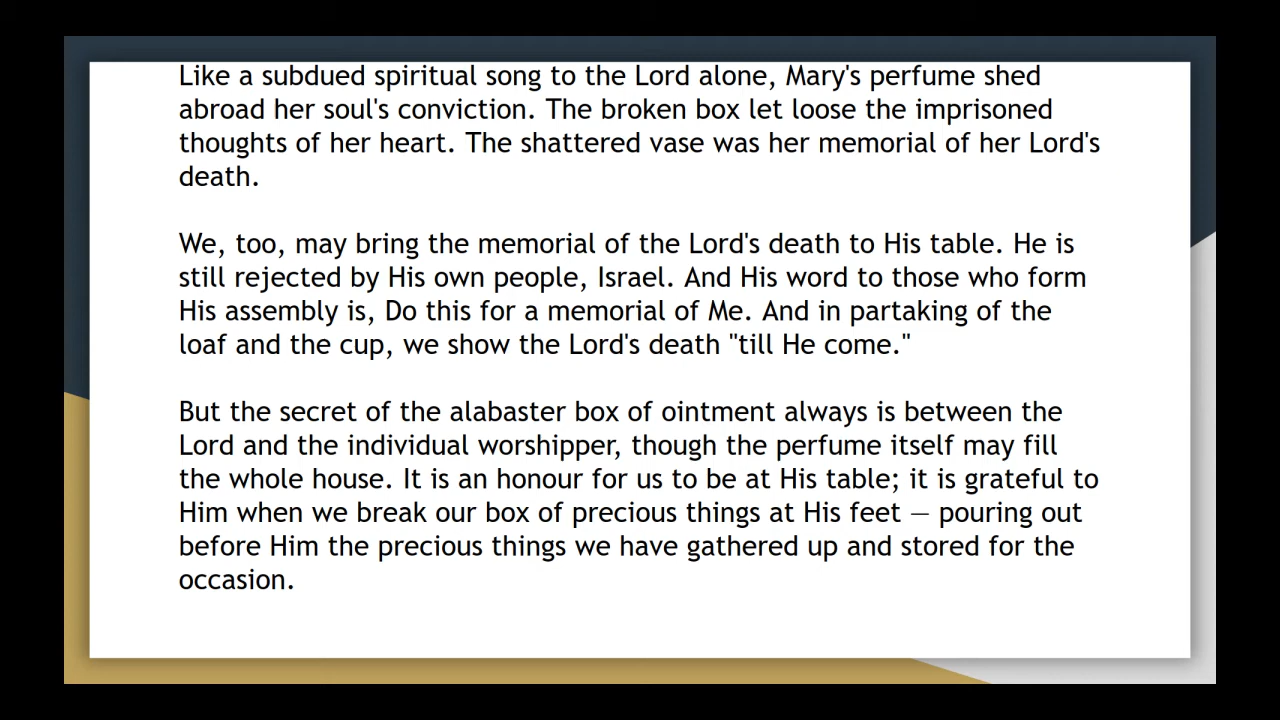 Like a subdued spiritual song to the Lord alone, Mary's perfume shed
abroad her soul's conviction. The broken box let loose the imprisoned
thoughts of her heart. The shattered vase was her memorial of her Lord's
death.
We, too, may bring the memorial of the Lord's death to His table. He is
still rejected by His own people, Israel. And His word to those who form
His assembly is, Do this for a memorial of Me. And in partaking of the
loaf and the cup, we show the Lord's death "till He come."
But the secret of the alabaster box of ointment always is between the
Lord and the individual worshipper, though the perfume itself may fill
the whole house. It is an honour for us to be at His table; it is grateful to
Him when we break our box of precious things at His feet — pouring out
before Him the precious things we have gathered up and stored for the
occasion.